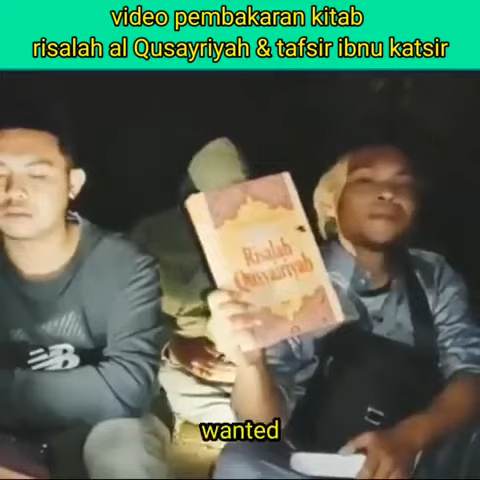 video pembakaran kitab
risalah al Qusayriyah & tafsir ibnu katsir
Risalah
Qusyairiyah
wanted